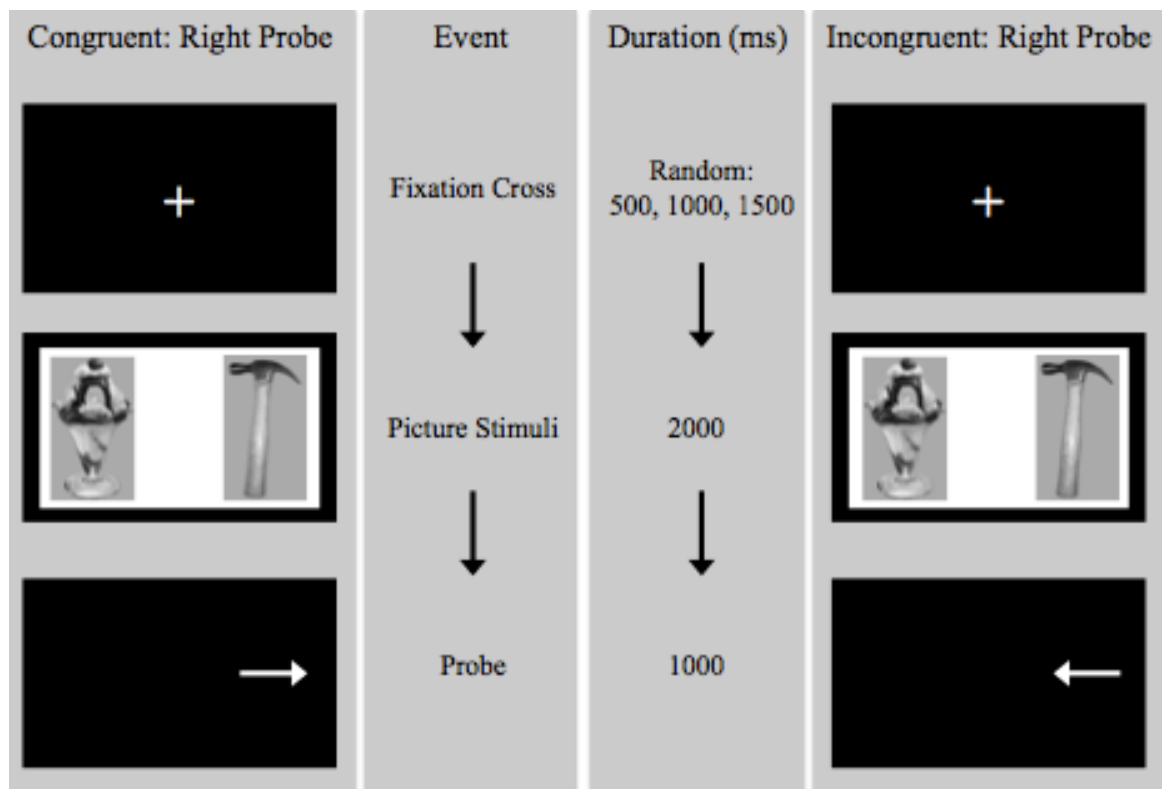 Congruent: Right Probe
Event
Duration (ms)
Incongruent: Right Probe
Fixation Cross
Random:
500, 1000, 1500
Picture Stimuli
2000
Probe
1000